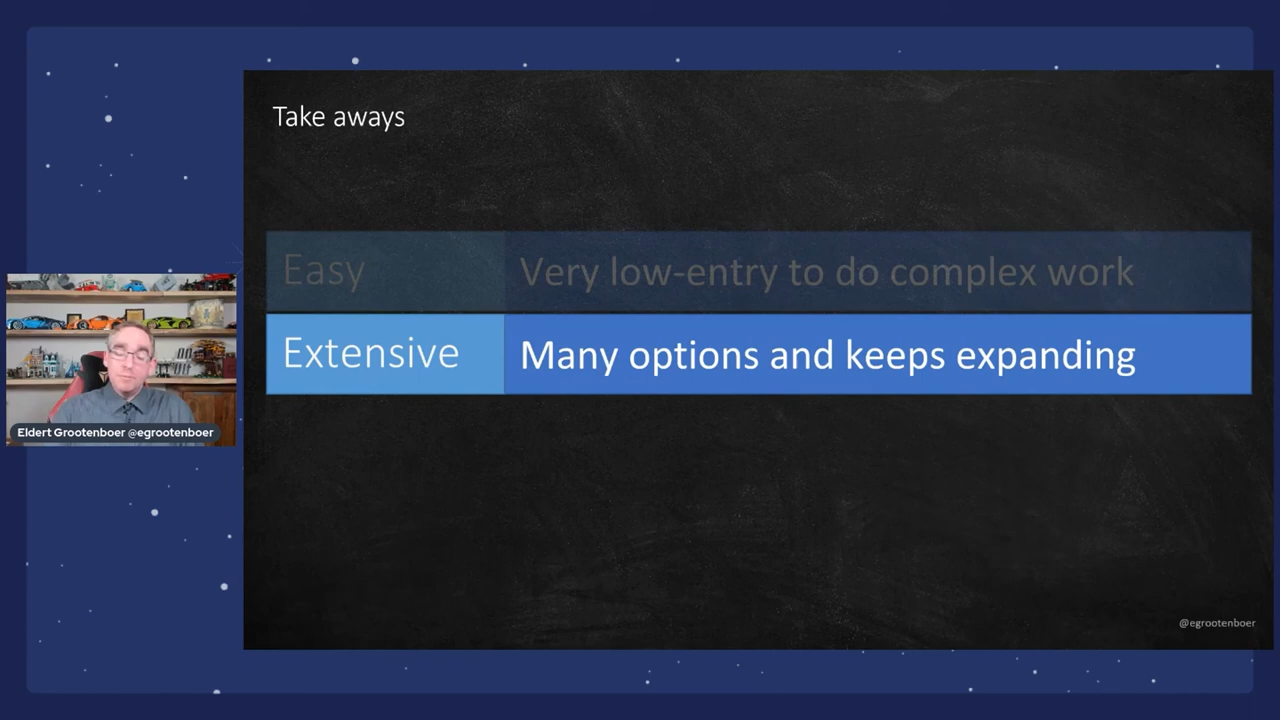 Take aways
Easy
Very low-entry to do complex work
Extensive
Many options and keeps expanding
Eldert Grootenboer @egrootenboer
@egrootenboer